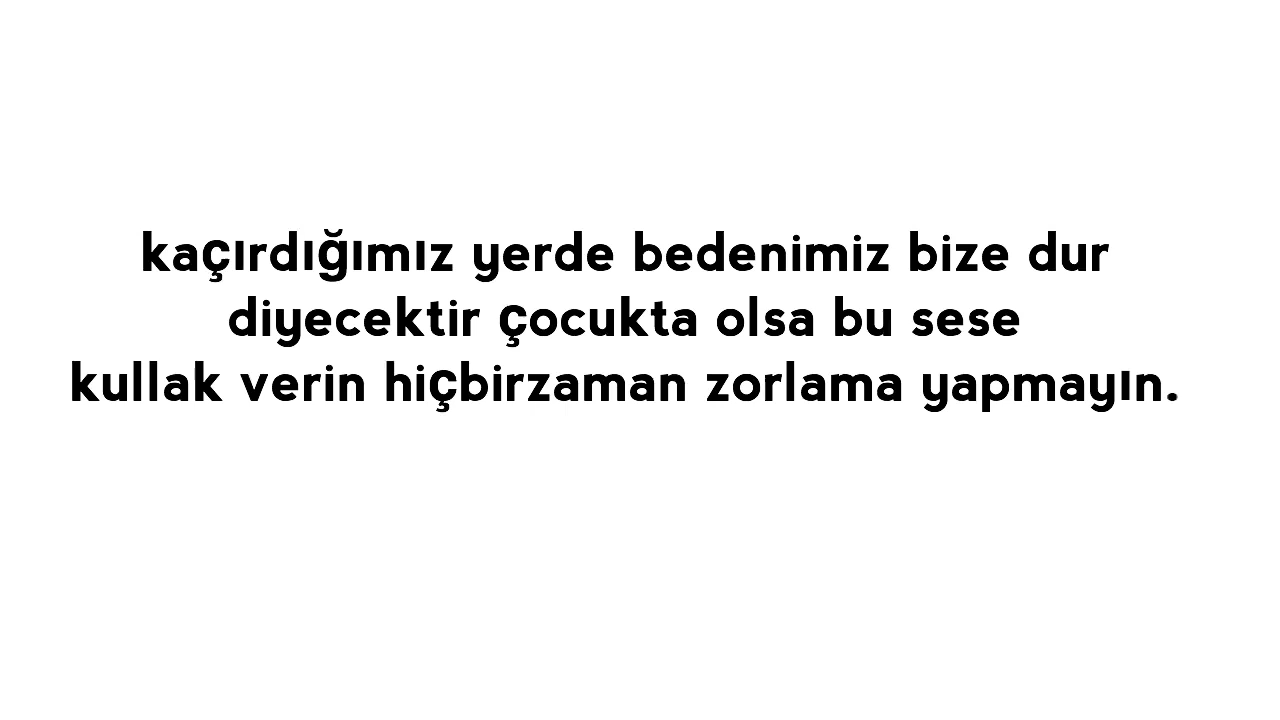 kaçırdığımız yerde bedenimiz bize dur
diyecektir çocukta olsa bu sese
kullak verin hiçbirzaman zorlama yapmayın.